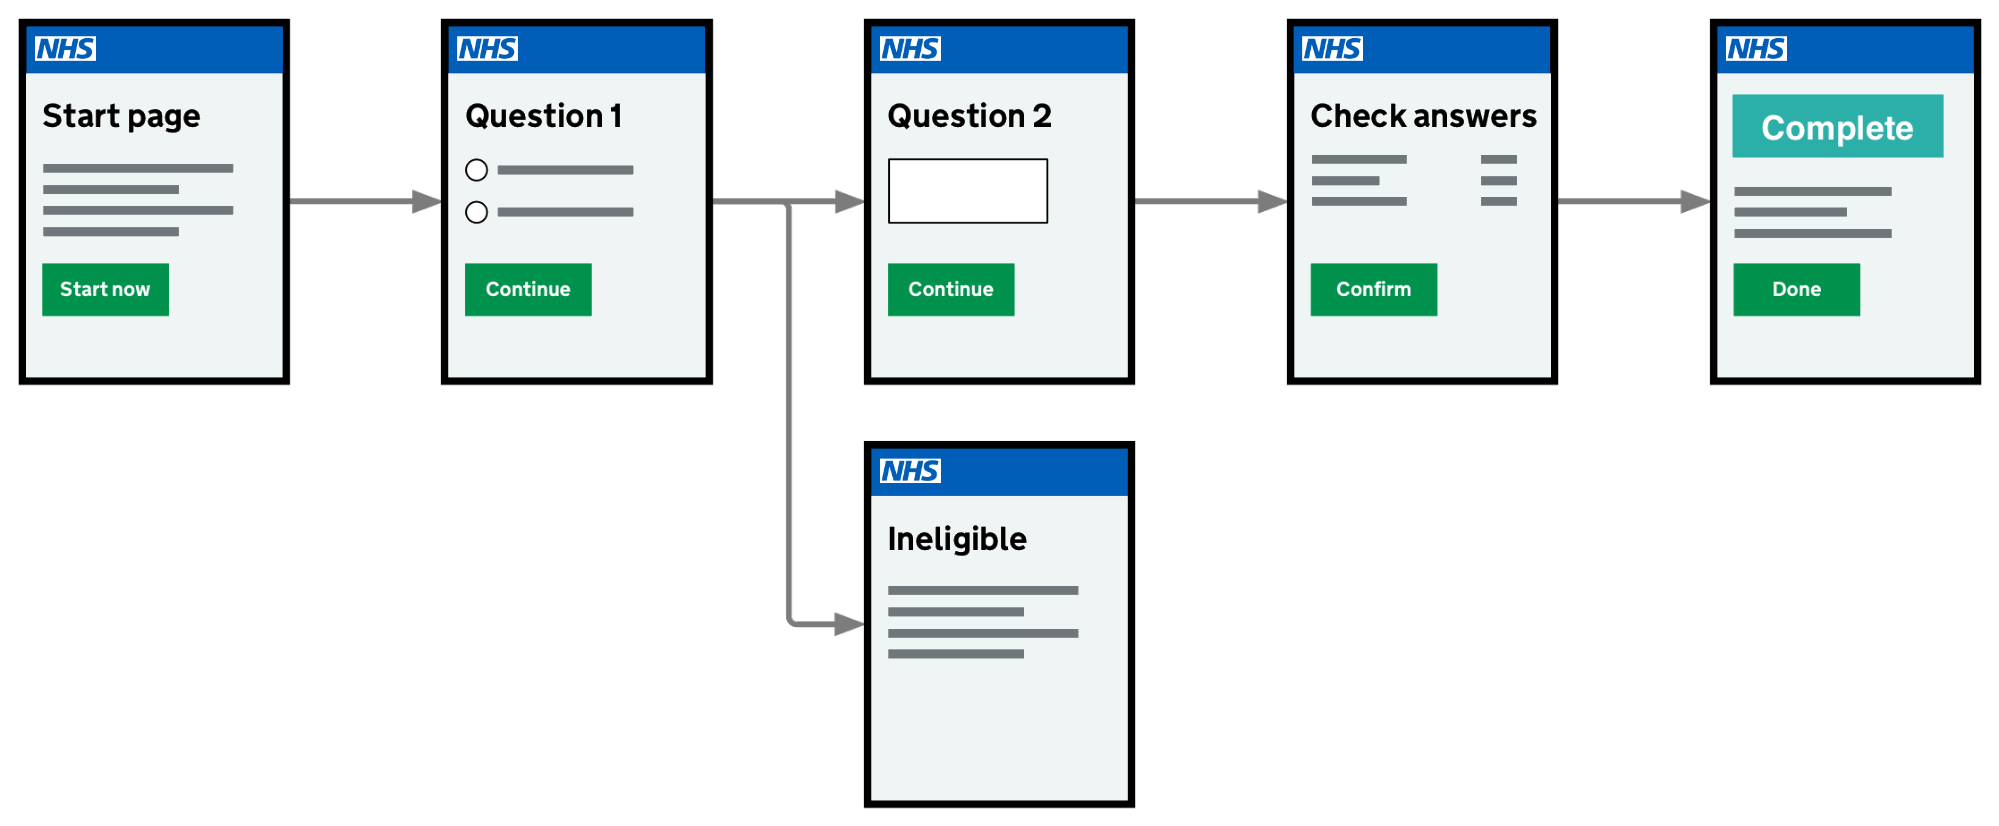 NHS
Start page
Start now
NHS
Question 1
Continue
NHS
Question 2
Continue
NHS
Check answers
Confirm
NHS
Complete
Done
NHS
Ineligible